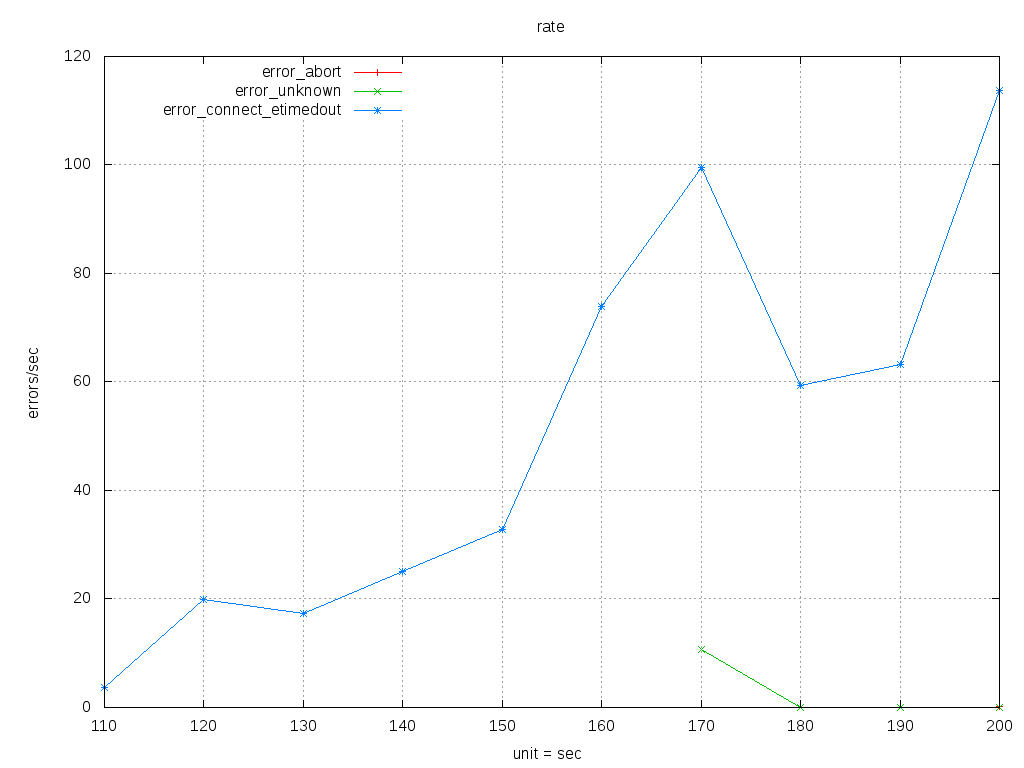 rate
120
100
80
60
40
20
0
errors/sec
error_abort
error_unknown
error_connect_etimedout
110 120 130 140 150 160 170 180 190 200
unit = sec